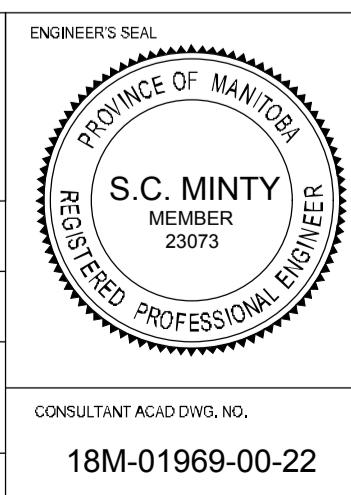 ENGINEER'S SEAL
PROVINCE OF MANITOBA
S.C. MINTY
MEMBER
23073
REGISTERED PROFESSIONAL ENGINEER
CONSULTANT ACAD DWG. NO.
18M-01969-00-22